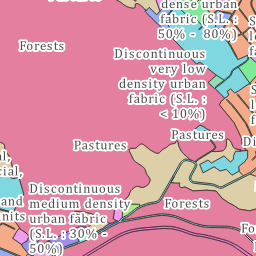 dense urban
fabric (S.L. :
50% - 80%)
Forests
Discontinuous
very low
density urban
fabric (S.L. :
< 10%)
Pastures
Pastures
Discontinuous
medium density
urban fabric
(S.L. : 30% -
50%)
Forests
and